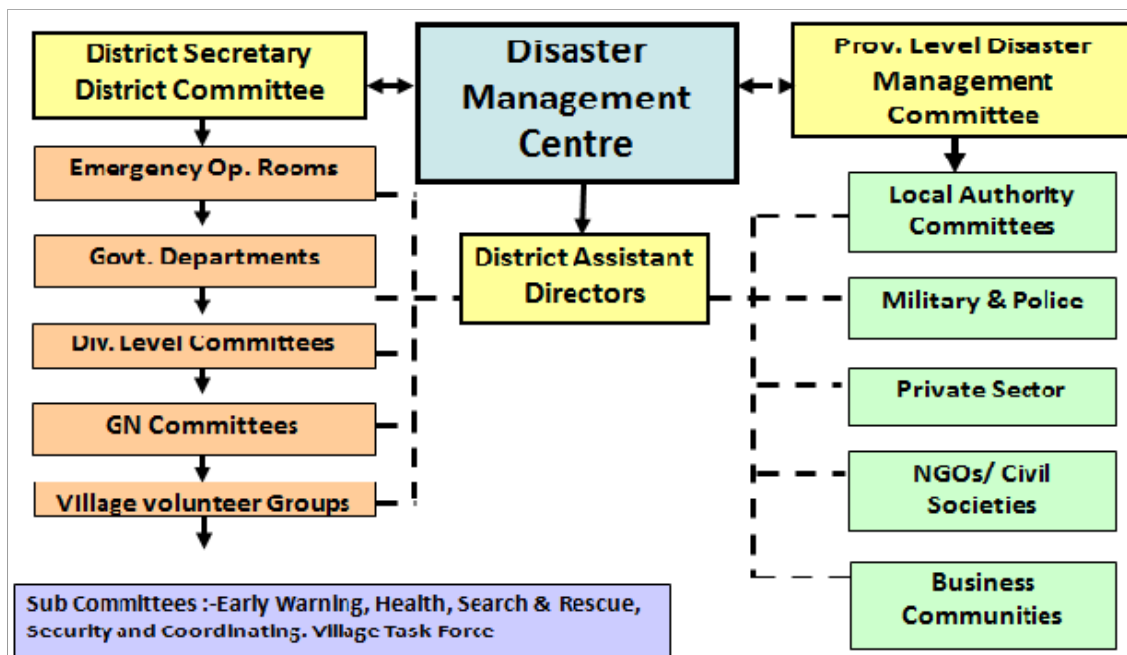 District Secretary
District Committee
Disaster
Management
Centre
Prov. Level Disaster
Management
Committee
Emergency Op. Rooms
Govt. Departments
Div. Level Committees
GN Committees
Village volunteer Groups
District Assistant
Directors
Local Authority
Committees
Military & Police
Private Sector
NGOs/ Civil
Societies
Business
Communities
Sub Committees :-Early Warning, Health, Search & Rescue,
Security and Coordinating. Village Task Force